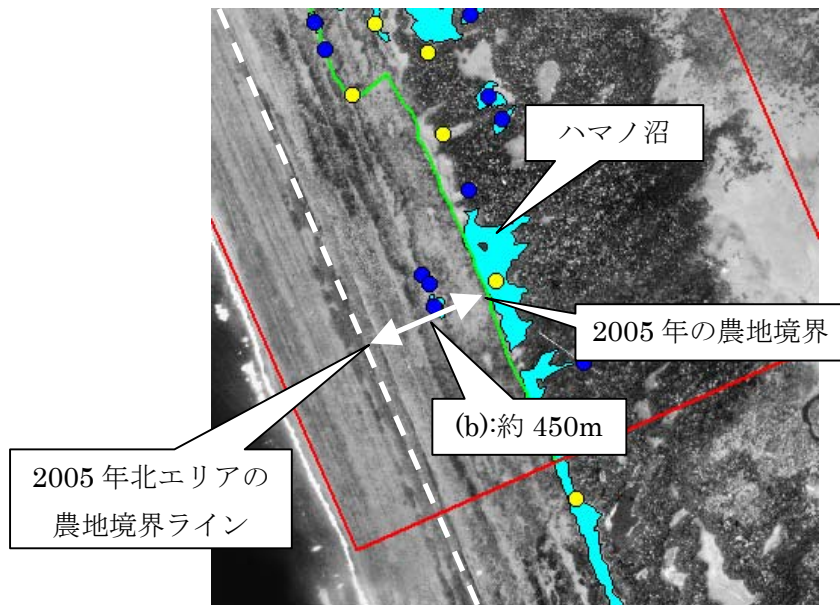 ハマノ沼
2005 年の農地境界
(b):約 450m
2005 年北エリアの
農地境界ライン